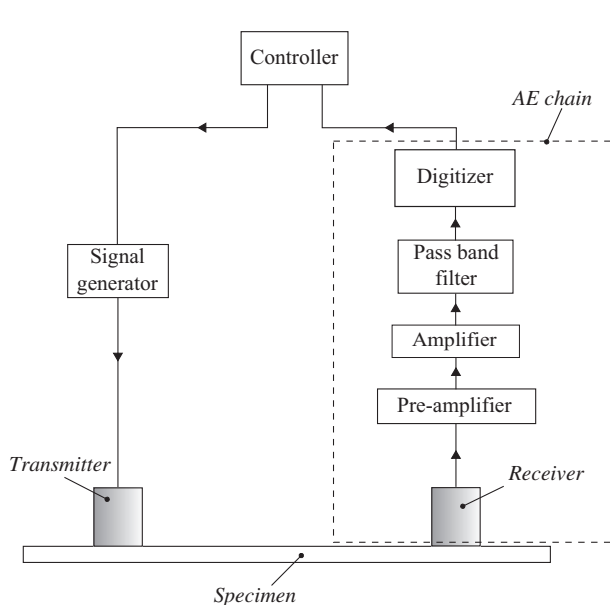 Controller
AE chain
Digitizer
Signal
generator
Pass band
filter
Amplifier
Pre-amplifier
Transmitter
Receiver
Specimen